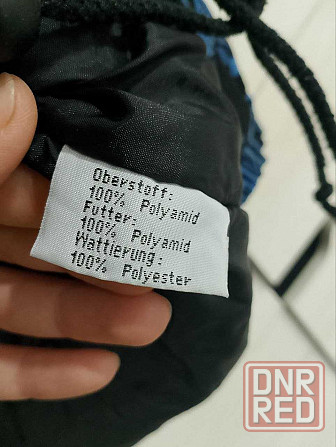 Oberstoff:
100% Polyamid
Futter:
100% Polyamid
Wattierung:
100% Polyester
DNR
RED